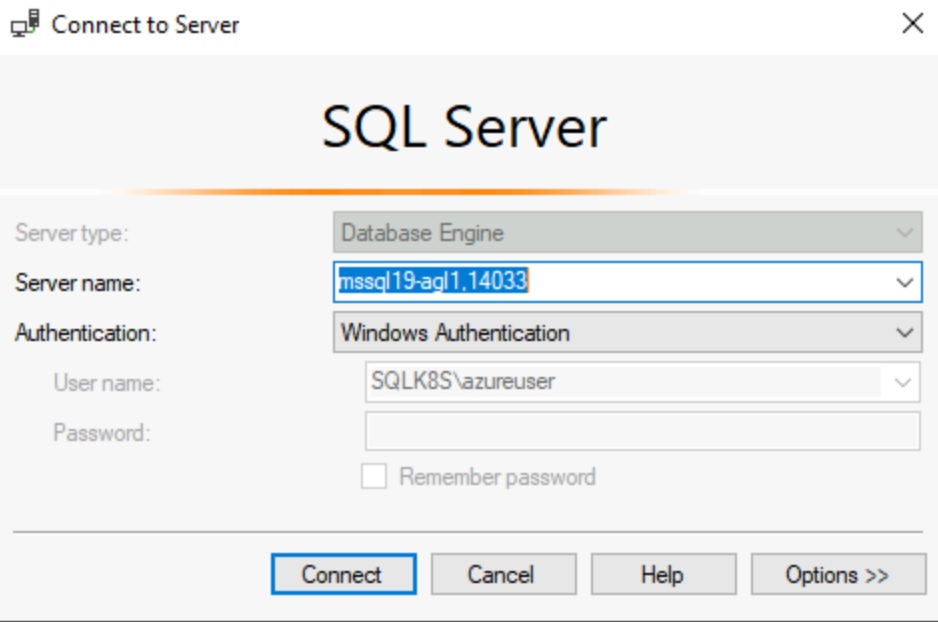 Connect to Server
SQL Server
Server type: Database Engine
Server name: mssql19-agl1,14033
Authentication: Windows Authentication
User name: SQLK8S\azureuser
Password:
Remember password
Connect Cancel Help Options >>